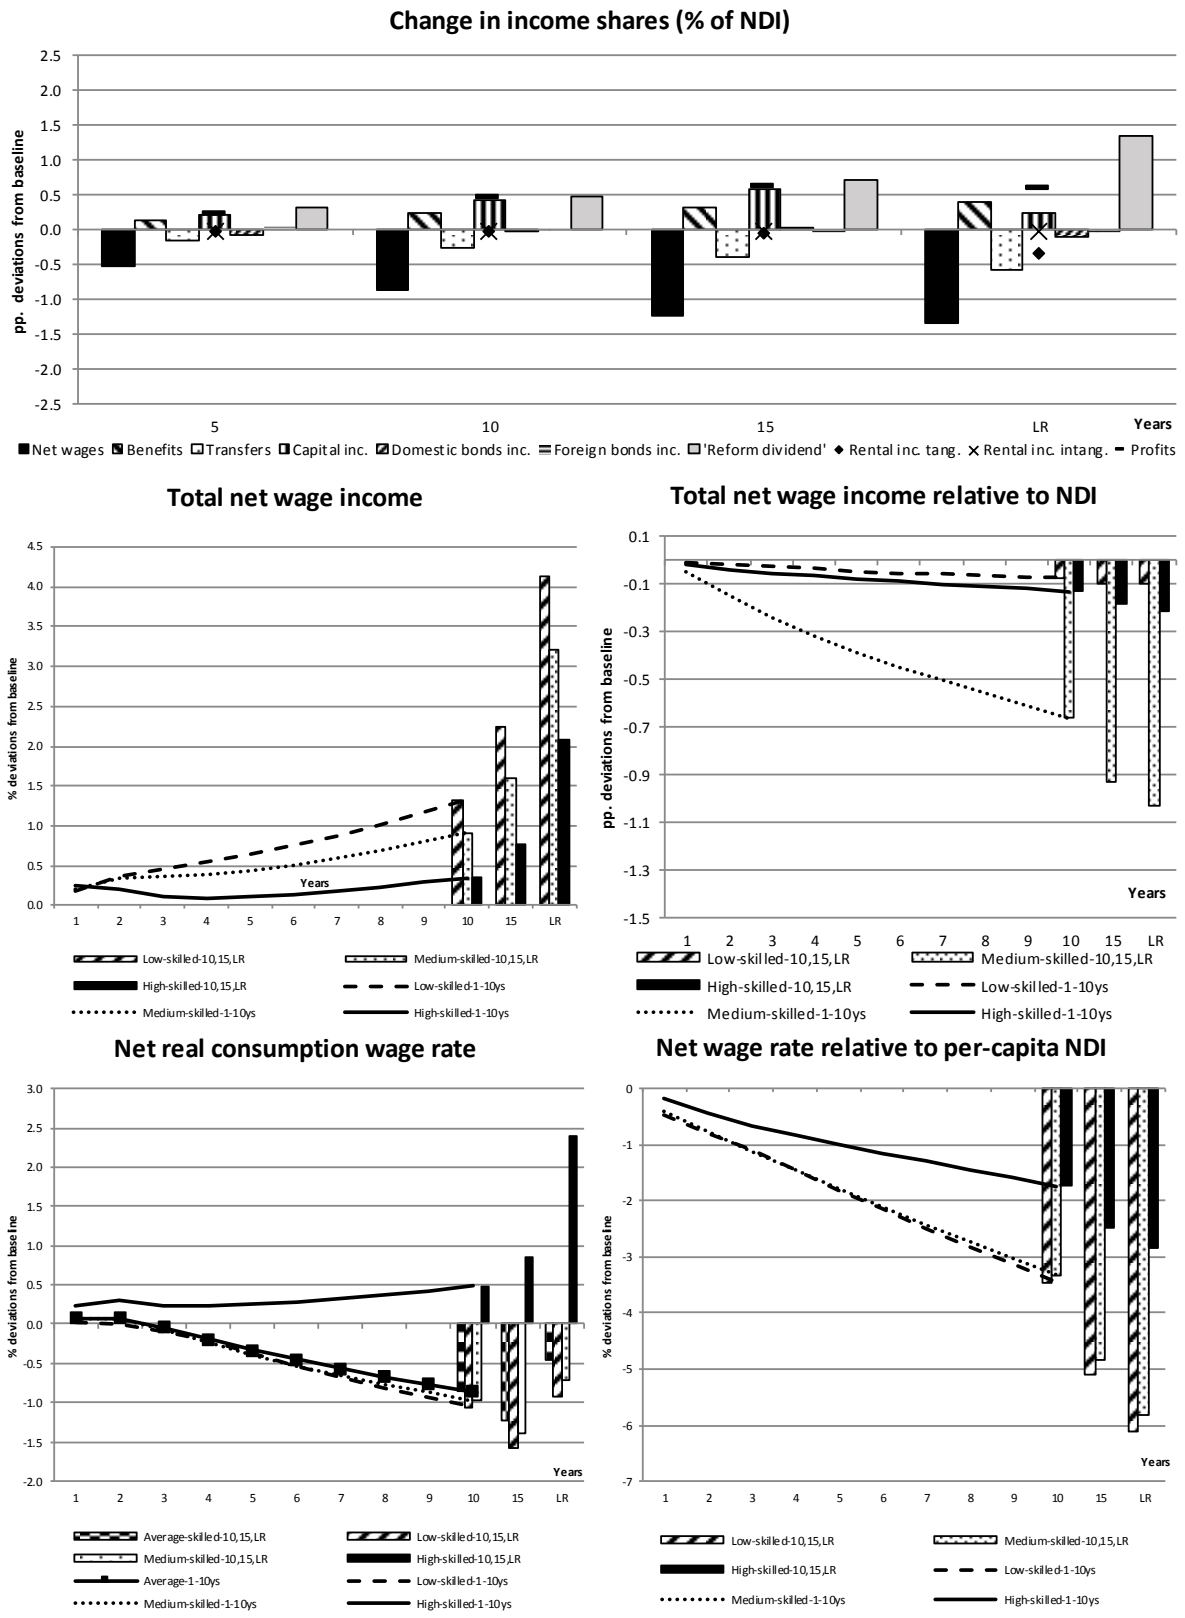 Change in income shares (% of NDI)
pp. deviations from baseline
2.5
2.0
1.5
1.0
0.5
0.0
-0.5
-1.0
-1.5
-2.0
-2.5
5 10 15 LR Years
Net wages Benefits Transfers Capital inc. Domestic bonds inc. Foreign bonds inc. 'Reform dividend' Rental inc. tang. Rental inc. intang. Profits
Total net wage income
% deviations from baseline
4.5
4.0
3.5
3.0
2.5
2.0
1.5
1.0
0.5
0.0
Years
1 2 3 4 5 6 7 8 9 10 15 LR
Low-skilled-10,15,LR Medium-skilled-10,15,LR
High-skilled-10,15,LR Low-skilled-1-10ys
Medium-skilled-1-10ys High-skilled-1-10ys
Total net wage income relative to NDI
pp. deviations from baseline
0.1
-0.1
-0.3
-0.5
-0.7
-0.9
-1.1
-1.3
-1.5
Years
1 2 3 4 5 6 7 8 9 10 15 LR
Low-skilled-10,15,LR Medium-skilled-10,15,LR
High-skilled-10,15,LR Low-skilled-1-10ys
Medium-skilled-1-10ys High-skilled-1-10ys
Net real consumption wage rate
% deviations from baseline
3.0
2.5
2.0
1.5
1.0
0.5
0.0
-0.5
-1.0
-1.5
-2.0
Years
1 2 3 4 5 6 7 8 9 10 15 LR
Average-skilled-10,15,LR Low-skilled-10,15,LR
Medium-skilled-10,15,LR High-skilled-10,15,LR
Average-1-10ys Low-skilled-1-10ys
Medium-skilled-1-10ys High-skilled-1-10ys
Net wage rate relative to per-capita NDI
% deviations from baseline
0
-1
-2
-3
-4
-5
-6
-7
Years
1 2 3 4 5 6 7 8 9 10 15 LR
Low-skilled-10,15,LR Medium-skilled-10,15,LR
High-skilled-10,15,LR Low-skilled-1-10ys
Medium-skilled-1-10ys High-skilled-1-10ys